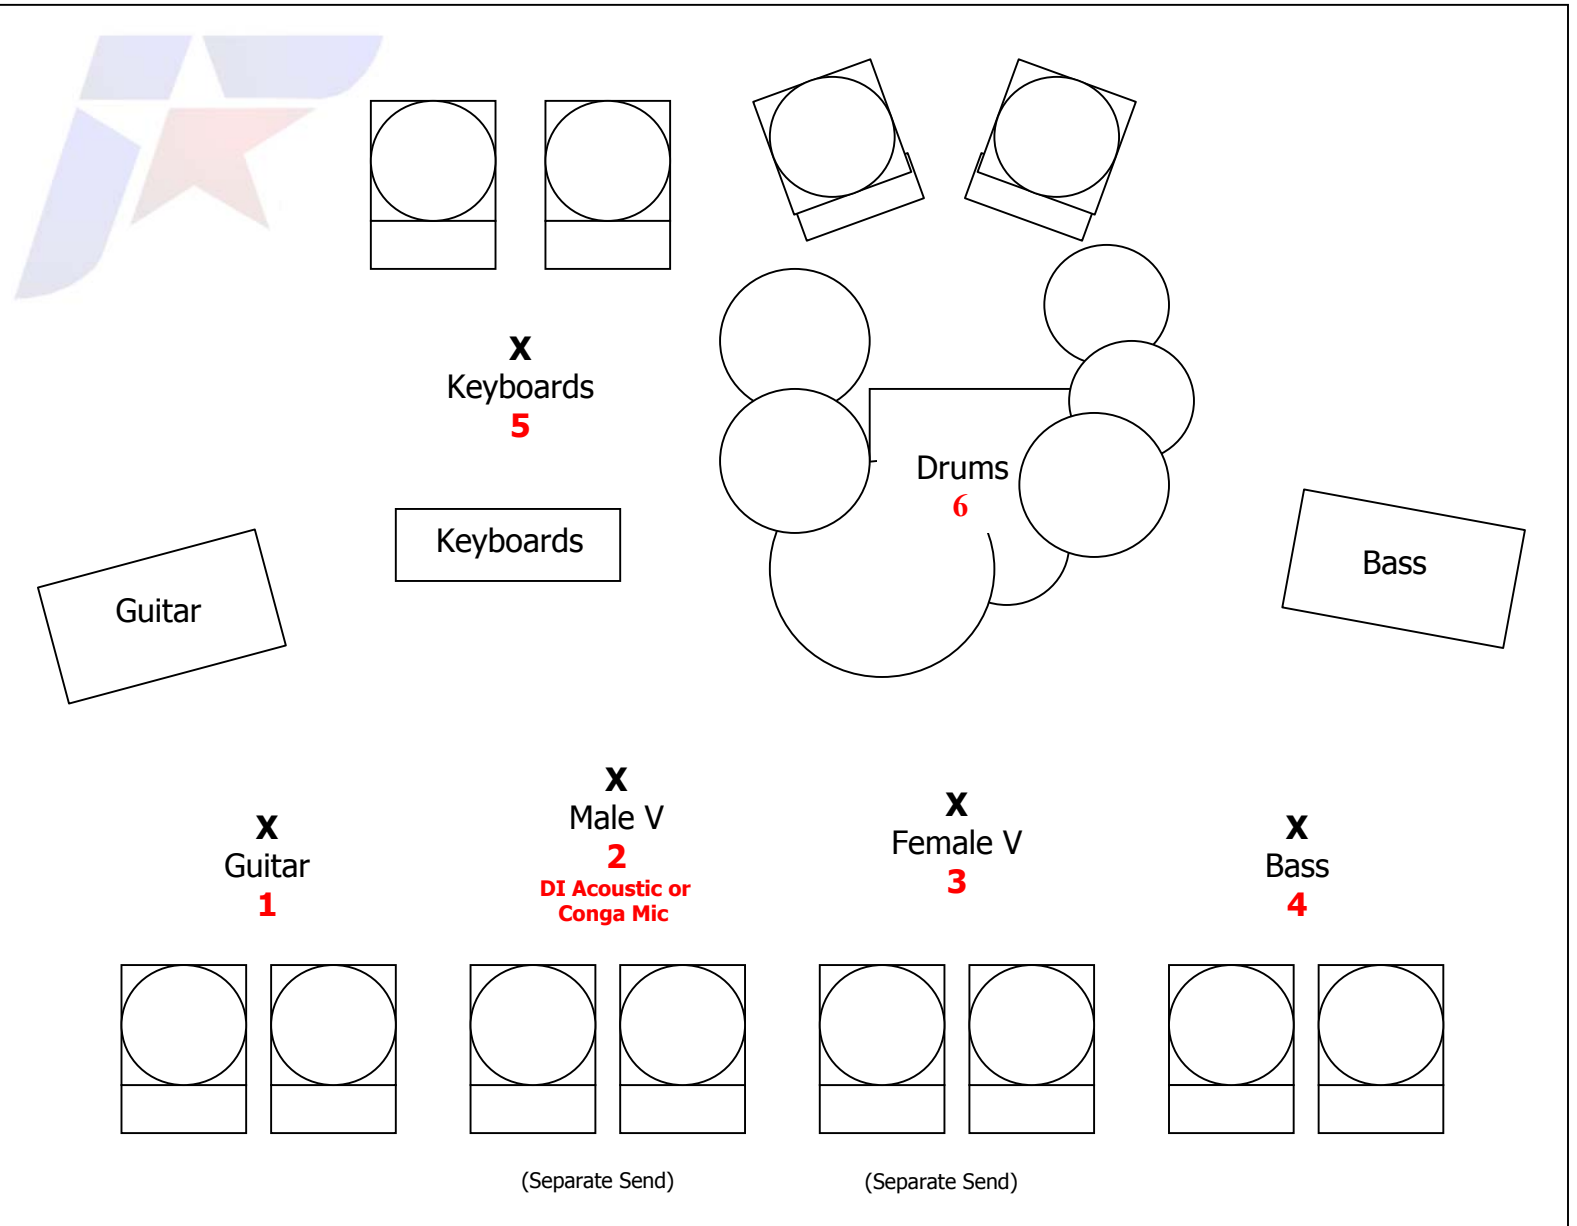 X
Keyboards
5
Drums
6
Keyboards
Bass
Guitar
X
Male V
2
DI Acoustic or
Conga Mic
X
Female V
3
X
Guitar
1
X
Bass
4
(Separate Send)
(Separate Send)